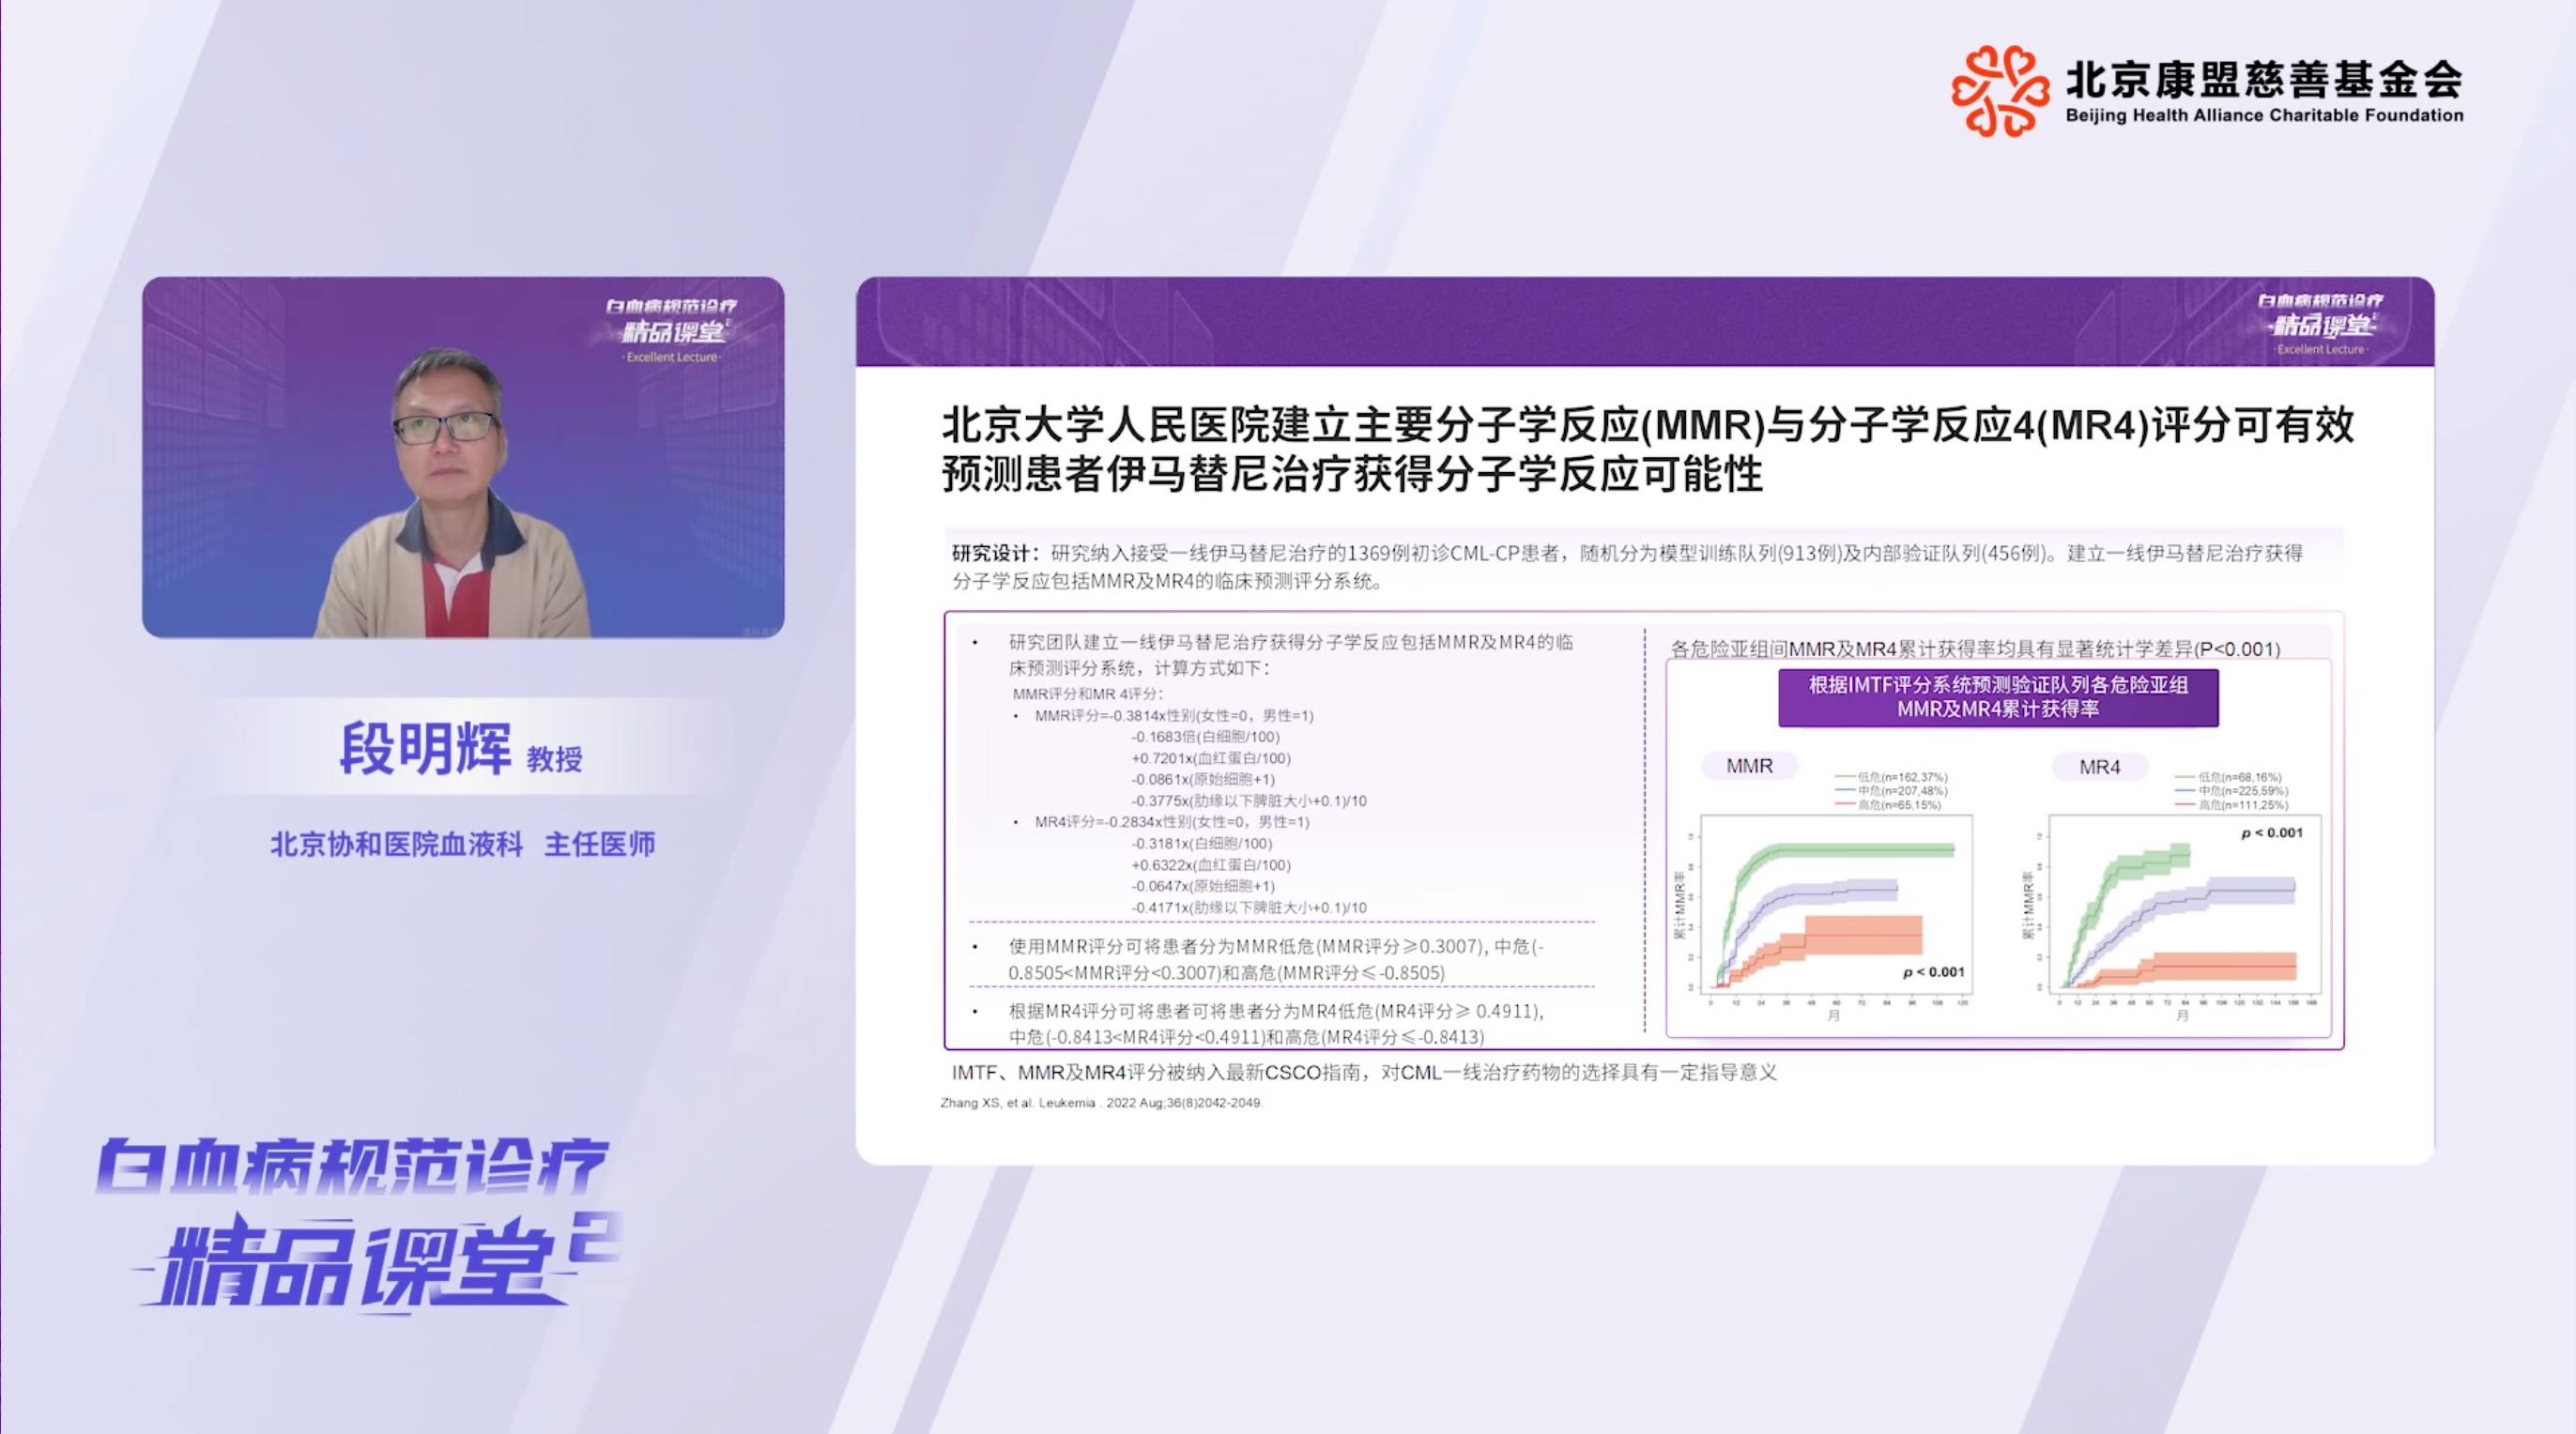 北京康盟慈善基金会
Beijing Health Alliance Charitable Foundation
白血病规范诊疗
精品课堂2
·Excellent Lecture·
段明辉 教授
北京协和医院血液科 主任医师
白血病规范诊疗
精品课堂2
白血病规范诊疗
精品课堂2
·Excellent Lecture·
北京大学人民医院建立主要分子学反应(MMR)与分子学反应4(MR4)评分可有效
预测患者伊马替尼治疗获得分子学反应可能性
研究设计：研究纳入接受一线伊马替尼治疗的1369例初诊CML-CP患者，随机分为模型训练队列(913例)及内部验证队列(456例)。建立一线伊马替尼治疗获得
分子学反应包括MMR及MR4的临床预测评分系统。
• 研究团队建立一线伊马替尼治疗获得分子学反应包括MMR及MR4的临
床预测评分系统，计算方式如下：
MMR评分和MR 4评分：
• MMR评分=-0.3814x性别(女性=0，男性=1)
-0.1683倍(白细胞/100)
+0.7201x(血红蛋白/100)
-0.0861x(原始细胞+1)
-0.3775x(肋缘以下脾脏大小+0.1)/10
• MR4评分=-0.2834x性别(女性=0，男性=1)
-0.3181x(白细胞/100)
+0.6322x(血红蛋白/100)
-0.0647x(原始细胞+1)
-0.4171x(肋缘以下脾脏大小+0.1)/10
• 使用MMR评分可将患者分为MMR低危(MMR评分≥0.3007), 中危(-
0.8505<MMR评分<0.3007)和高危(MMR评分≤-0.8505)
• 根据MR4评分可将患者可将患者分为MR4低危(MR4评分≥ 0.4911),
中危(-0.8413<MR4评分<0.4911)和高危(MR4评分≤-0.8413)
各危险亚组间MMR及MR4累计获得率均具有显著统计学差异(P<0.001)
根据IMTF评分系统预测验证队列各危险亚组
MMR及MR4累计获得率
MMR
低危(n=162,37%)
中危(n=207,48%)
高危(n=65,15%)
累计MMR率
p < 0.001
0 12 24 36 48 60 72 84 96 108 120
月
MR4
低危(n=68,16%)
中危(n=225,59%)
高危(n=111,25%)
p < 0.001
累计MMR率
0 12 24 36 48 60 72 84 96 108 120 132 144 156 168
月
IMTF、MMR及MR4评分被纳入最新CSCO指南，对CML一线治疗药物的选择具有一定指导意义
Zhang XS, et al. Leukemia . 2022 Aug;36(8)2042-2049.